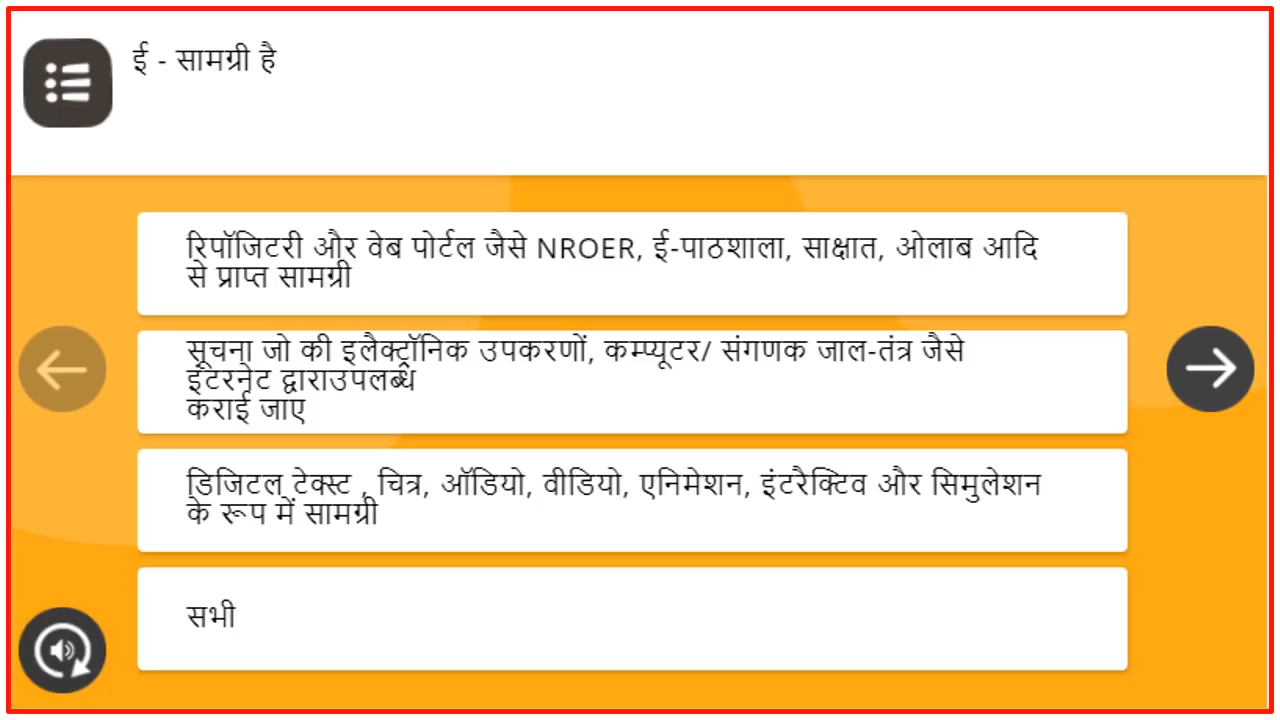 ई - सामग्री है
रिपॉजिटरी और वेब पोर्टल जैसे NROER, ई-पाठशाला, साक्षात, ओलाब आदि
से प्राप्त सामग्री
सूचना जो की इलैक्ट्रॉनिक उपकरणों, कम्प्यूटर/ संगणक जाल-तंत्र जैसे
इंटरनेट द्वाराउपलब्ध
कराई जाए
डिजिटल टेक्स्ट , चित्र, ऑडियो, वीडियो, एनिमेशन, इंटरैक्टिव और सिमुलेशन
के रूप में सामग्री
सभी